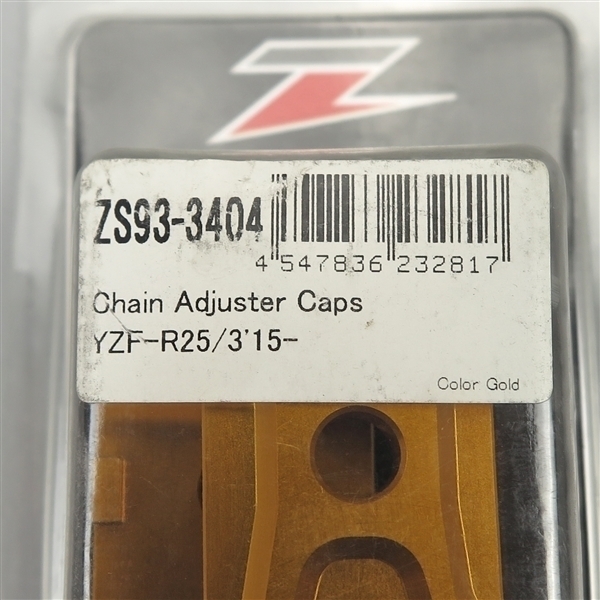 ZS93-3404
4 547836 232817
Chain Adjuster Caps
YZF-R25/3'15-
Color Gold